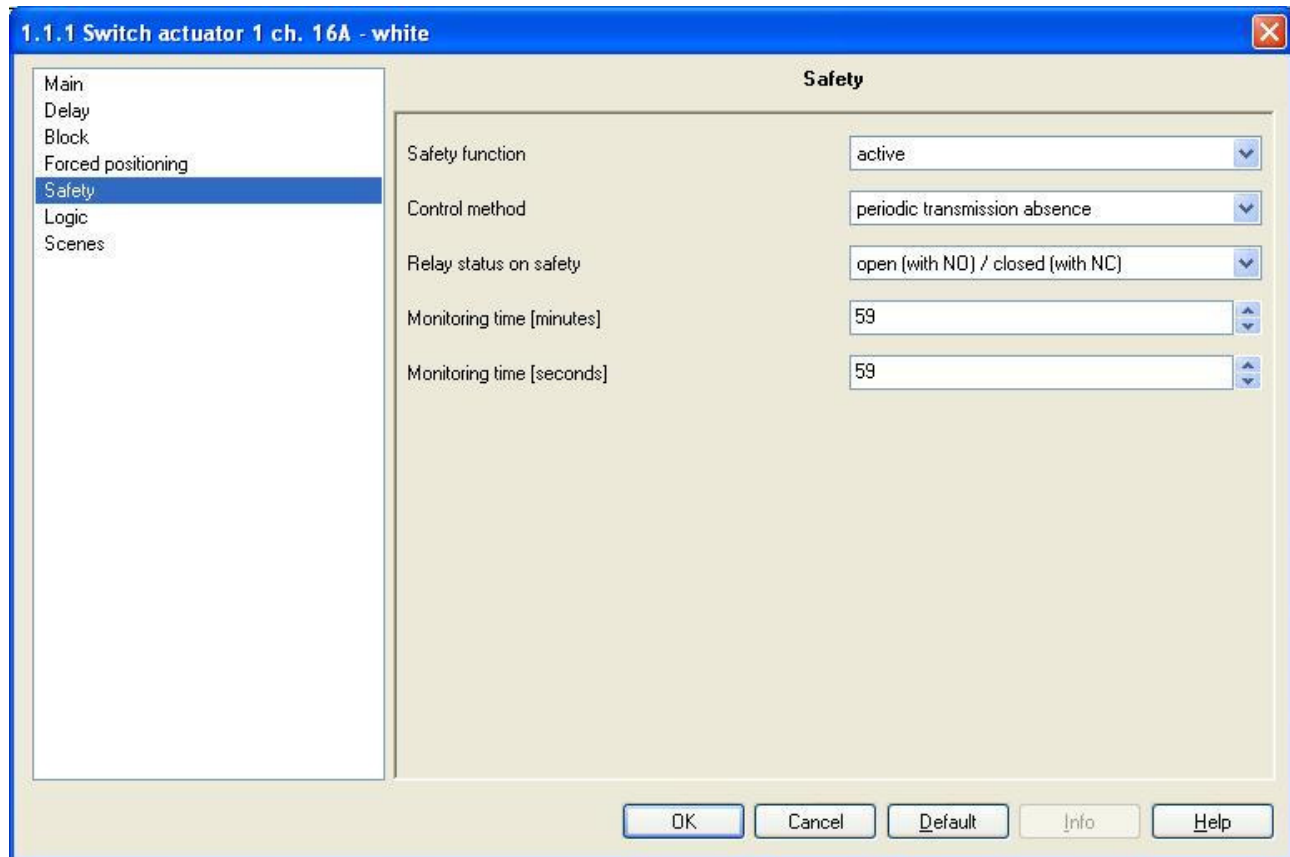 1.1.1 Switch actuator 1 ch. 16A - white
Main
Delay
Block
Forced positioning
Safety
Logic
Scenes
Safety
Safety function
active
Control method
periodic transmission absence
Relay status on safety
open (with NO) / closed (with NC)
Monitoring time [minutes]
59
Monitoring time [seconds]
59
OK
Cancel
Default
Info
Help